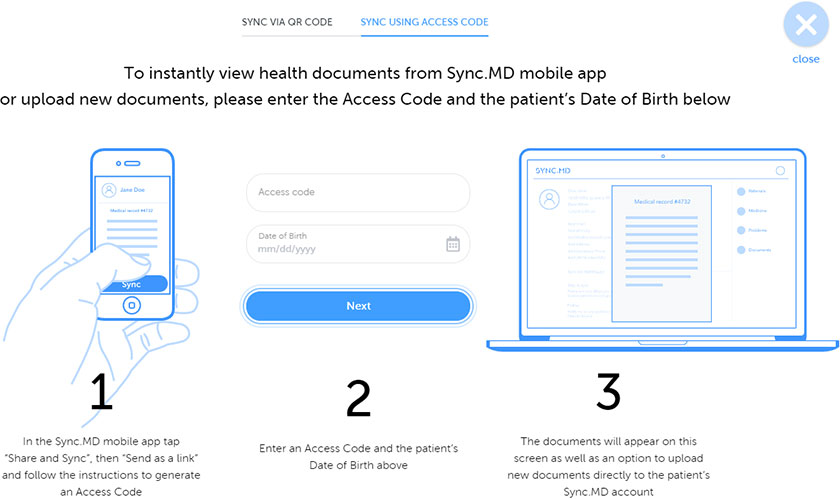 SYNC VIA QR CODE
SYNC USING ACCESS CODE
close
To instantly view health documents from Sync.MD mobile app
or upload new documents, please enter the Access Code and the patient's Date of Birth below
Jane Doe
Medical record #4732
Sync
Access code
Date of Birth
mm/dd/yyyy
Next
SYNC.MD
Medical record #4732
Documents
1
In the Sync.MD mobile app tap
"Share and Sync", then "Send as a link"
and follow the instructions to generate
an Access Code
2
Enter an Access Code and the patient's
Date of Birth above
3
The documents will appear on this
screen as well as an option to upload
new documents directly to the patient's
Sync.MD account